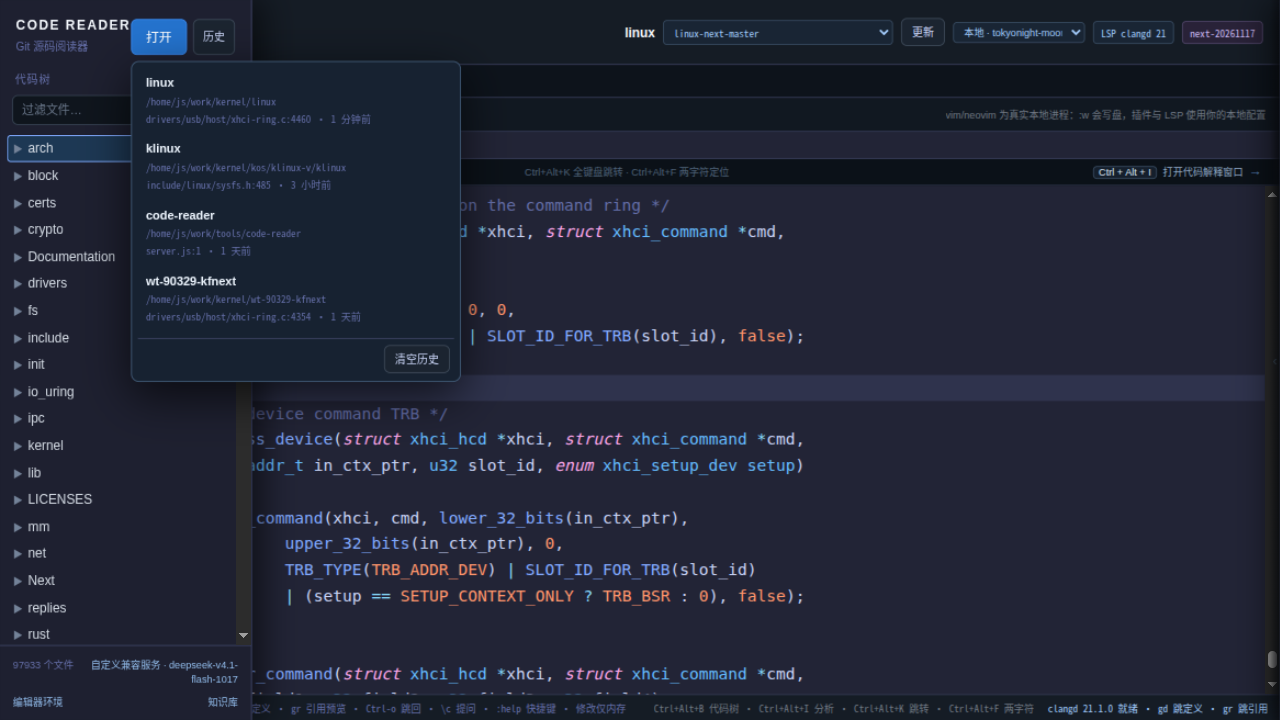 CODE READER
Git 源码阅读器
打开
历史
linux
linux-next-master
更新
本地 · tokyonight-moon
LSP clangd 21
next-20261117
代码树
过滤文件…
vim/neovim 为真实本地进程：:w 会写盘，插件与 LSP 使用你的本地配置
Ctrl+Alt+K 全键盘跳转 · Ctrl+Alt+F 两字符定位
Ctrl + Alt + I 打开代码解释窗口 →
linux
/home/js/work/kernel/linux
drivers/usb/host/xhci-ring.c:4460 • 1 分钟前
klinux
/home/js/work/kernel/kos/klinux-v/klinux
include/linux/sysfs.h:485 • 3 小时前
code-reader
/home/js/work/tools/code-reader
server.js:1 • 1 天前
wt-90329-kfnext
/home/js/work/kernel/wt-90329-kfnext
drivers/usb/host/xhci-ring.c:4354 • 1 天前
清空历史
▶ arch
▶ block
▶ certs
▶ crypto
▶ Documentation
▶ drivers
▶ fs
▶ include
▶ init
▶ io_uring
▶ ipc
▶ kernel
▶ lib
▶ LICENSES
▶ mm
▶ net
▶ Next
▶ replies
▶ rust
on the command ring */
d *xhci, struct xhci_command *cmd,
0, 0,
| SLOT_ID_FOR_TRB(slot_id), false);
device command TRB */
ss_device(struct xhci_hcd *xhci, struct xhci_command *cmd,
addr_t in_ctx_ptr, u32 slot_id, enum xhci_setup_dev setup)
_command(xhci, cmd, lower_32_bits(in_ctx_ptr),
upper_32_bits(in_ctx_ptr), 0,
TRB_TYPE(TRB_ADDR_DEV) | SLOT_ID_FOR_TRB(slot_id)
| (setup == SETUP_CONTEXT_ONLY ? TRB_BSR : 0), false);
r_command(struct xhci_hcd *xhci, struct xhci_command *cmd,
97933 个文件
自定义兼容服务 · deepseek-v4.1-
flash-1017
编辑器环境
知识库
定义 • gr 引用预览 • Ctrl-o 跳回 • \c 提问 • :help 快捷键 • 修改仅内存
Ctrl+Alt+B 代码树 · Ctrl+Alt+I 分析 · Ctrl+Alt+K 跳转 · Ctrl+Alt+F 两字符
clangd 21.1.0 就绪 • gd 跳定义 • gr 跳引用